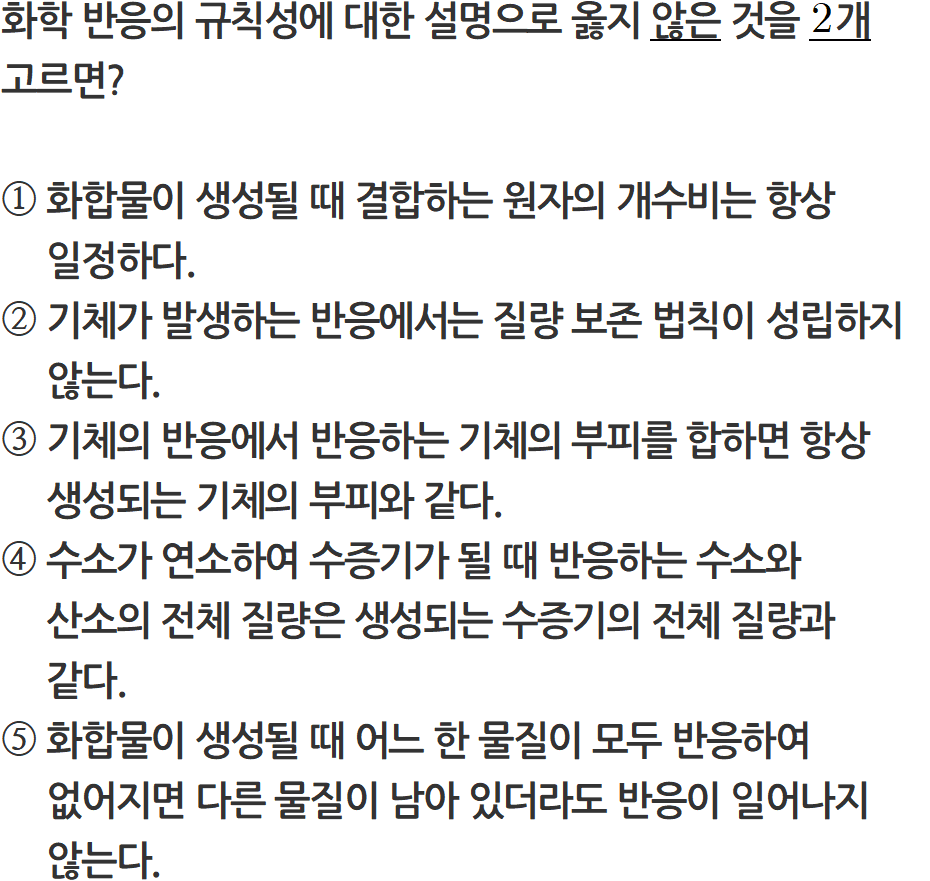 화학 반응의 규칙성에 대한 설명으로 옳지 않은 것을 2개
고르면?
① 화합물이 생성될 때 결합하는 원자의 개수비는 항상
일정하다.
② 기체가 발생하는 반응에서는 질량 보존 법칙이 성립하지
않는다.
③ 기체의 반응에서 반응하는 기체의 부피를 합하면 항상
생성되는 기체의 부피와 같다.
④ 수소가 연소하여 수증기가 될 때 반응하는 수소와
산소의 전체 질량은 생성되는 수증기의 전체 질량과
같다.
⑤ 화합물이 생성될 때 어느 한 물질이 모두 반응하여
없어지면 다른 물질이 남아 있더라도 반응이 일어나지
않는다.